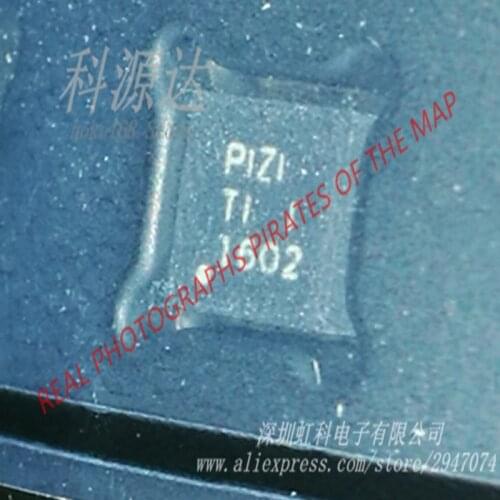 科源达
PIZI
TI
1602
REAL PHOTOGRAPHS PIRATES OF THE MAP
深圳虹科电子有限公司
www.aliexpress.com/store/2947074